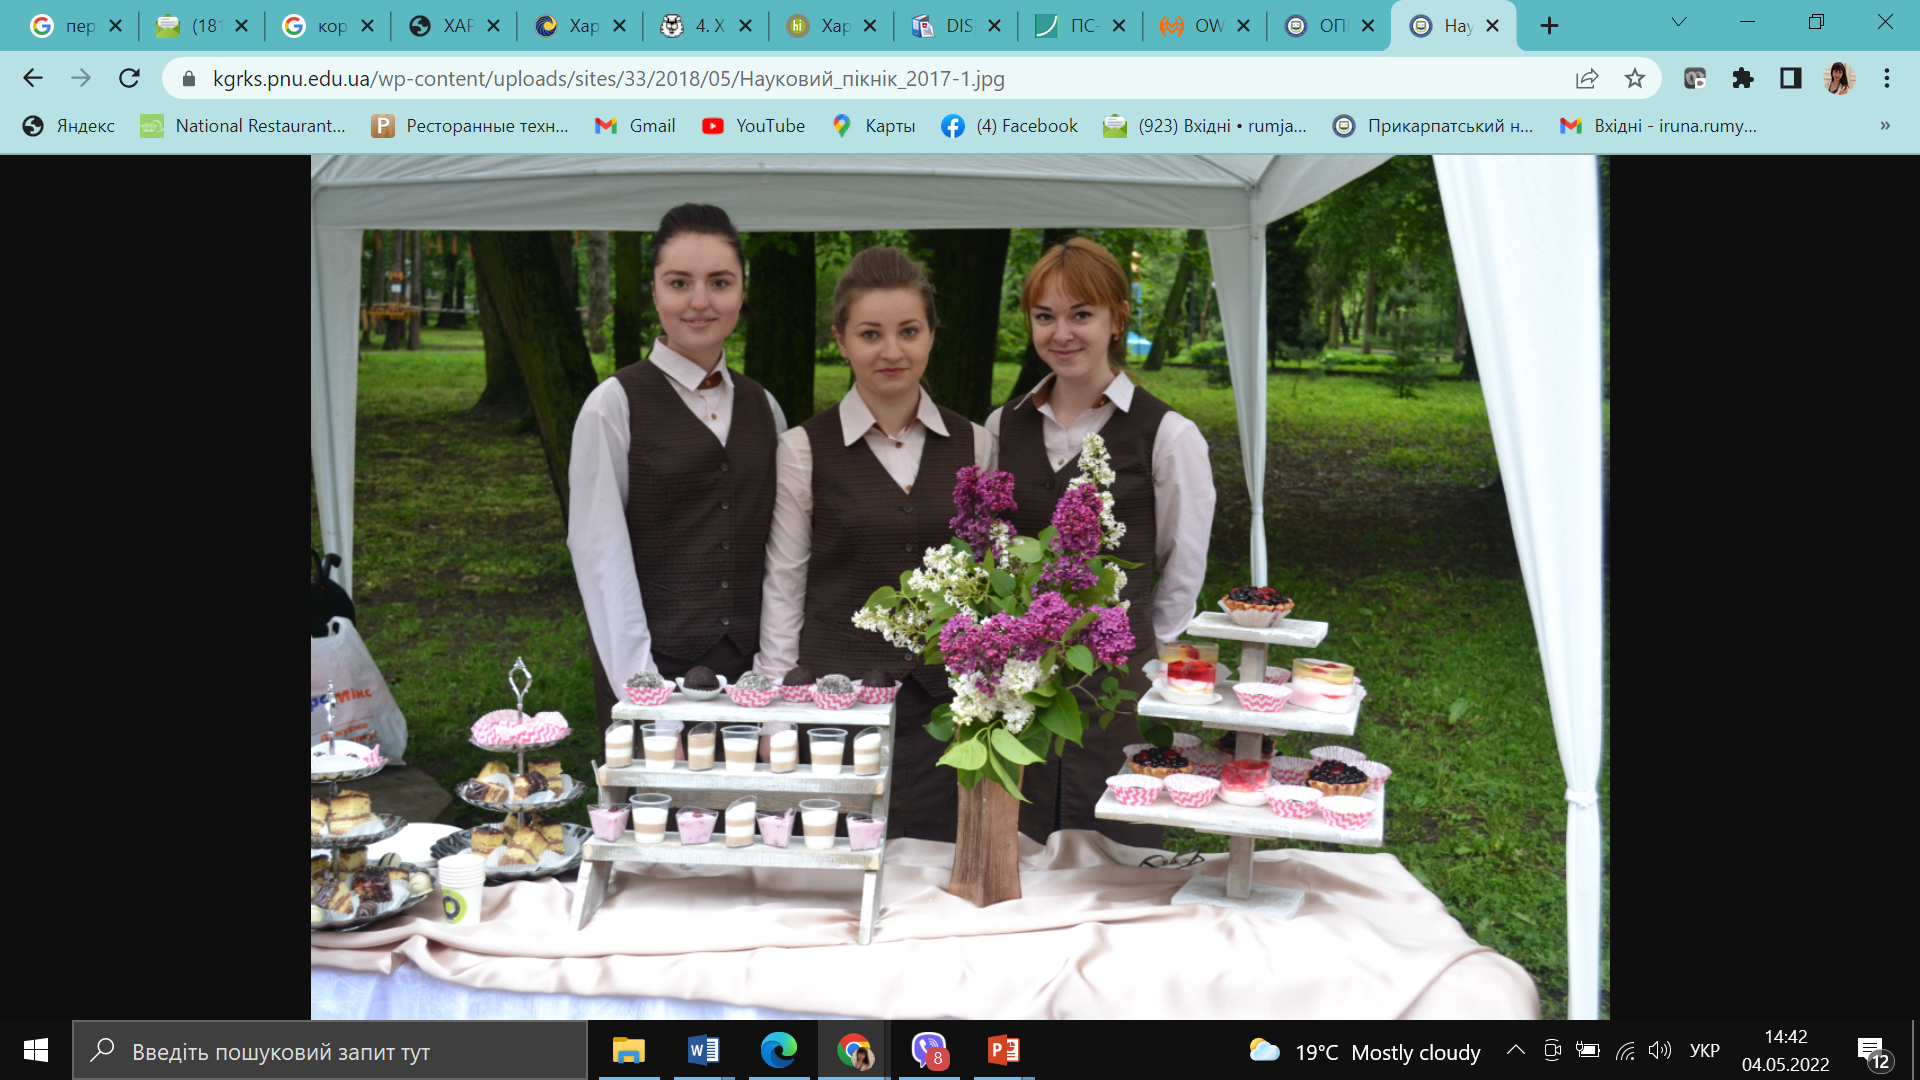 пер
(18
кор
ХАР
Хар
4. Х
Хар
DIS
ПС-
OW
ОП
Нау
kgrks.pnu.edu.ua/wp-content/uploads/sites/33/2018/05/Науковий_пікнік_2017-1.jpg
Яндекс
National Restaurant...
Ресторанные техн...
Gmail
YouTube
Карты
(4) Facebook
(923) Вхідні • rumja...
Прикарпатський н...
Вхідні - iruna.rumy...
»
Мікс
Введіть пошуковий запит тут
8
19°C Mostly cloudy
УКР
14:42
04.05.2022
12